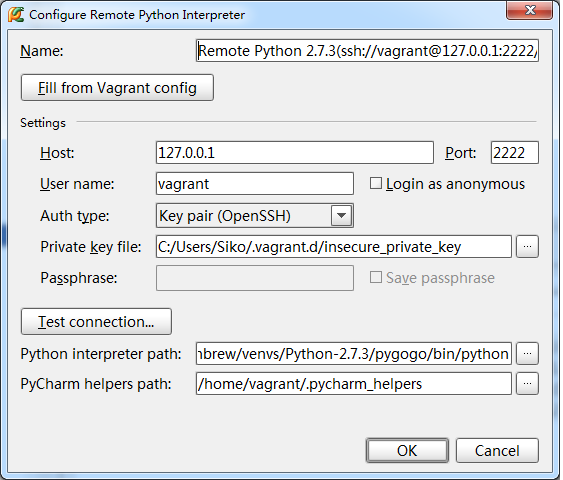 Configure Remote Python Interpreter
Name: Remote Python 2.7.3(ssh://vagrant@127.0.0.1:2222/
Fill from Vagrant config
Settings
Host: 127.0.0.1 Port: 2222
User name: vagrant Login as anonymous
Auth type: Key pair (OpenSSH)
Private key file: C:/Users/Siko/.vagrant.d/insecure_private_key ...
Passphrase: Save passphrase
Test connection...
Python interpreter path: nbrew/venvs/Python-2.7.3/pygogo/bin/python ...
PyCharm helpers path: /home/vagrant/.pycharm_helpers ...
OK Cancel